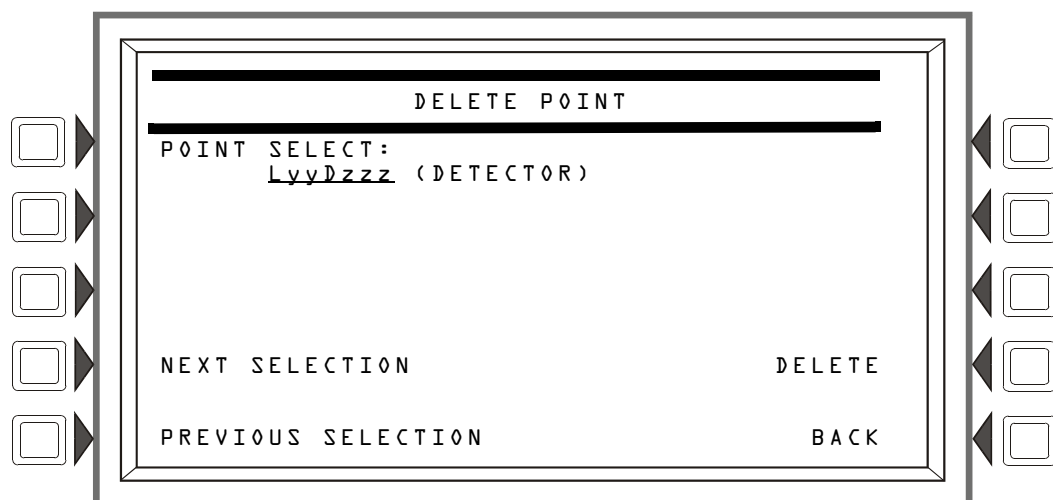 DELETE POINT
POINT SELECT:
LyyDzzz (DETECTOR)
NEXT SELECTION DELETE
PREVIOUS SELECTION BACK